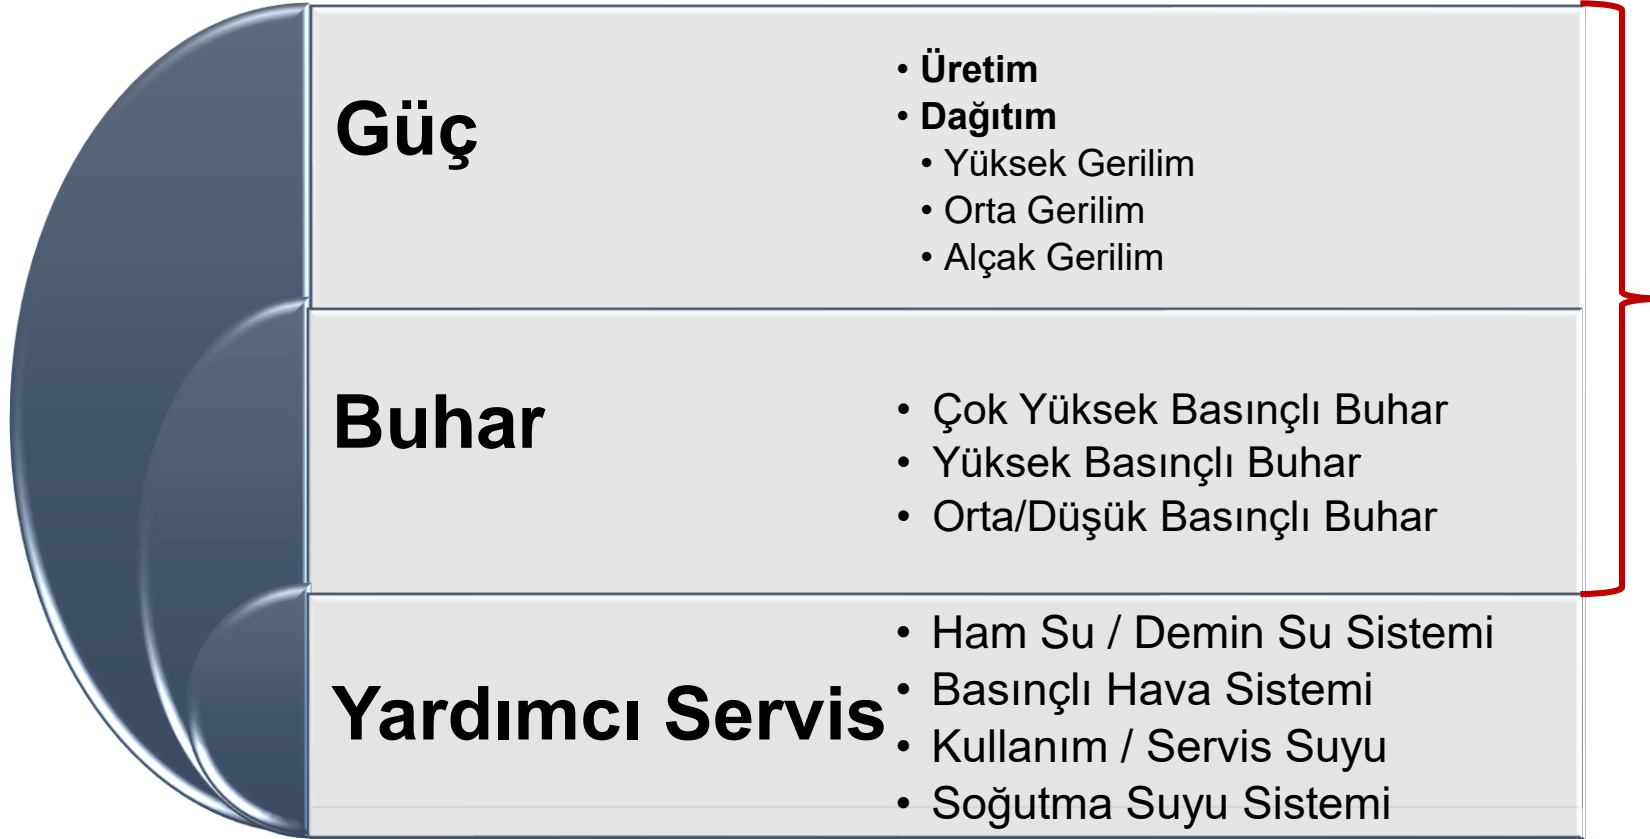 Güç
• Üretim
• Dağıtım
• Yüksek Gerilim
• Orta Gerilim
• Alçak Gerilim
Buhar
• Çok Yüksek Basınçlı Buhar
• Yüksek Basınçlı Buhar
• Orta/Düşük Basınçlı Buhar
Yardımcı Servis
• Ham Su / Demin Su Sistemi
• Basınçlı Hava Sistemi
• Kullanım / Servis Suyu
• Soğutma Suyu Sistemi